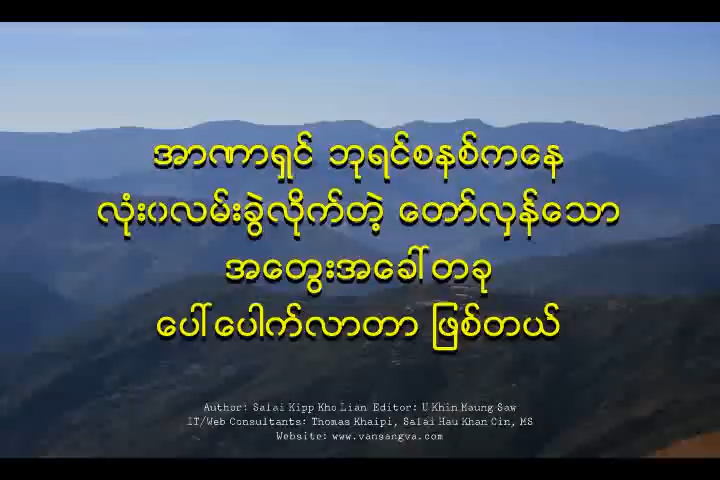 အာဏာရှင် ဘုရင်စနစ်ကနေ
လုံးဝလမ်းခွဲလိုက်တဲ့ တော်လှန်သော
အတွေးအခေါ် တခု
ပေါ်ပေါက်လာတာ ဖြစ်တယ်
Author: Salai Kipp Kho Lian Editor: U Khin Maung Saw
IT/Web Consultants: Thomas Khaipi, Salai Hau Khan Cin, MS
Website: www.vansangva.com